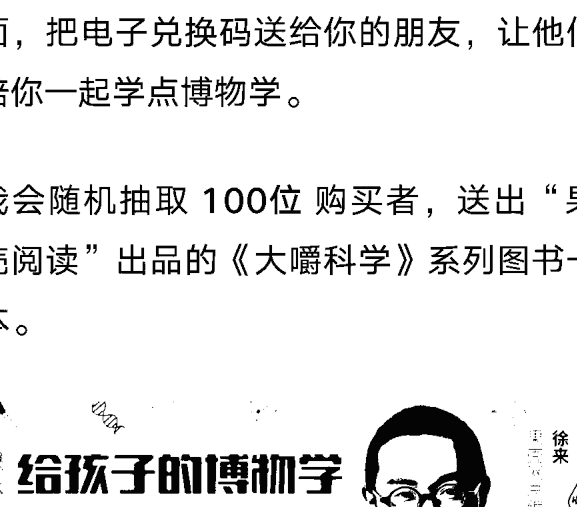 面，把电子兑换码送给你的朋友，让他们
陪你一起学点博物学。
我会随机抽取 100位 购买者，送出“果
壳阅读”出品的《大嚼科学》系列图书一
本。
给孩子的博物学
徐来